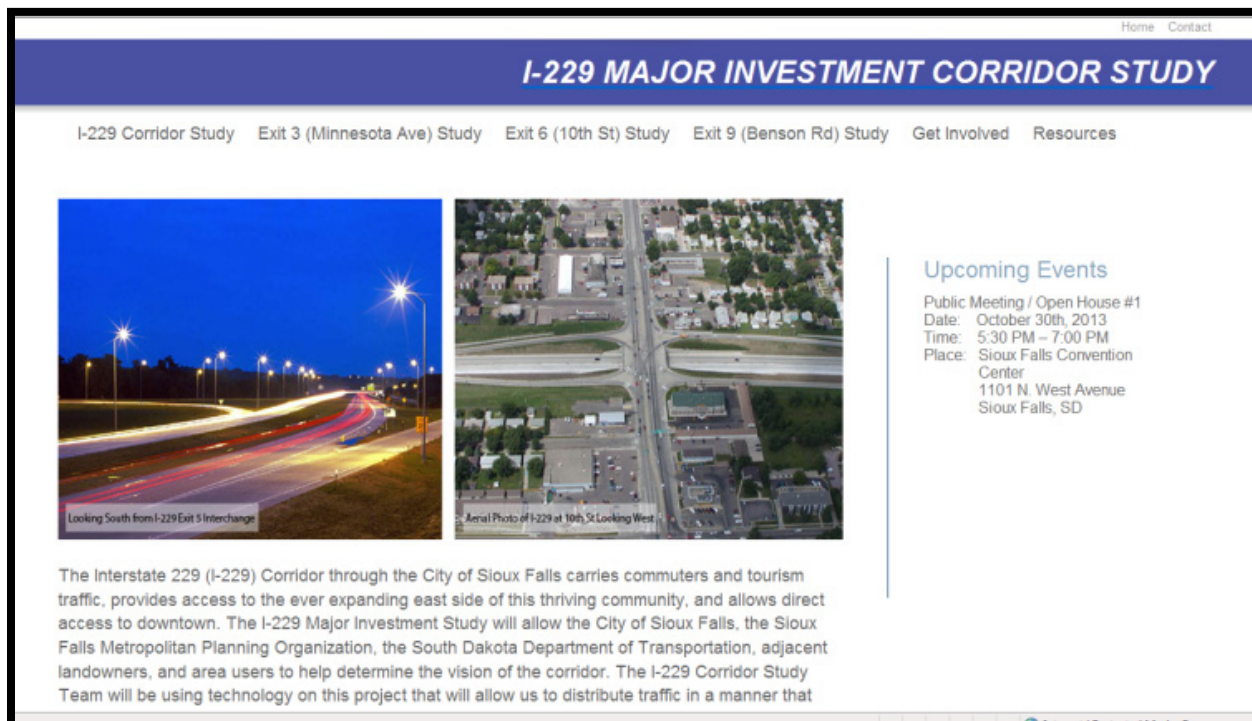 Home Contact
I-229 MAJOR INVESTMENT CORRIDOR STUDY
I-229 Corridor Study Exit 3 (Minnesota Ave) Study Exit 6 (10th St) Study Exit 9 (Benson Rd) Study Get Involved Resources
Looking South from I-229 Exit 5 Interchange
Aerial Photo of I-229 at 10th St Looking West
Upcoming Events
Public Meeting / Open House #1
Date: October 30th, 2013
Time: 5:30 PM – 7:00 PM
Place: Sioux Falls Convention
Center
1101 N. West Avenue
Sioux Falls, SD
The Interstate 229 (I-229) Corridor through the City of Sioux Falls carries commuters and tourism
traffic, provides access to the ever expanding east side of this thriving community, and allows direct
access to downtown. The I-229 Major Investment Study will allow the City of Sioux Falls, the Sioux
Falls Metropolitan Planning Organization, the South Dakota Department of Transportation, adjacent
landowners, and area users to help determine the vision of the corridor. The I-229 Corridor Study
Team will be using technology on this project that will allow us to distribute traffic in a manner that